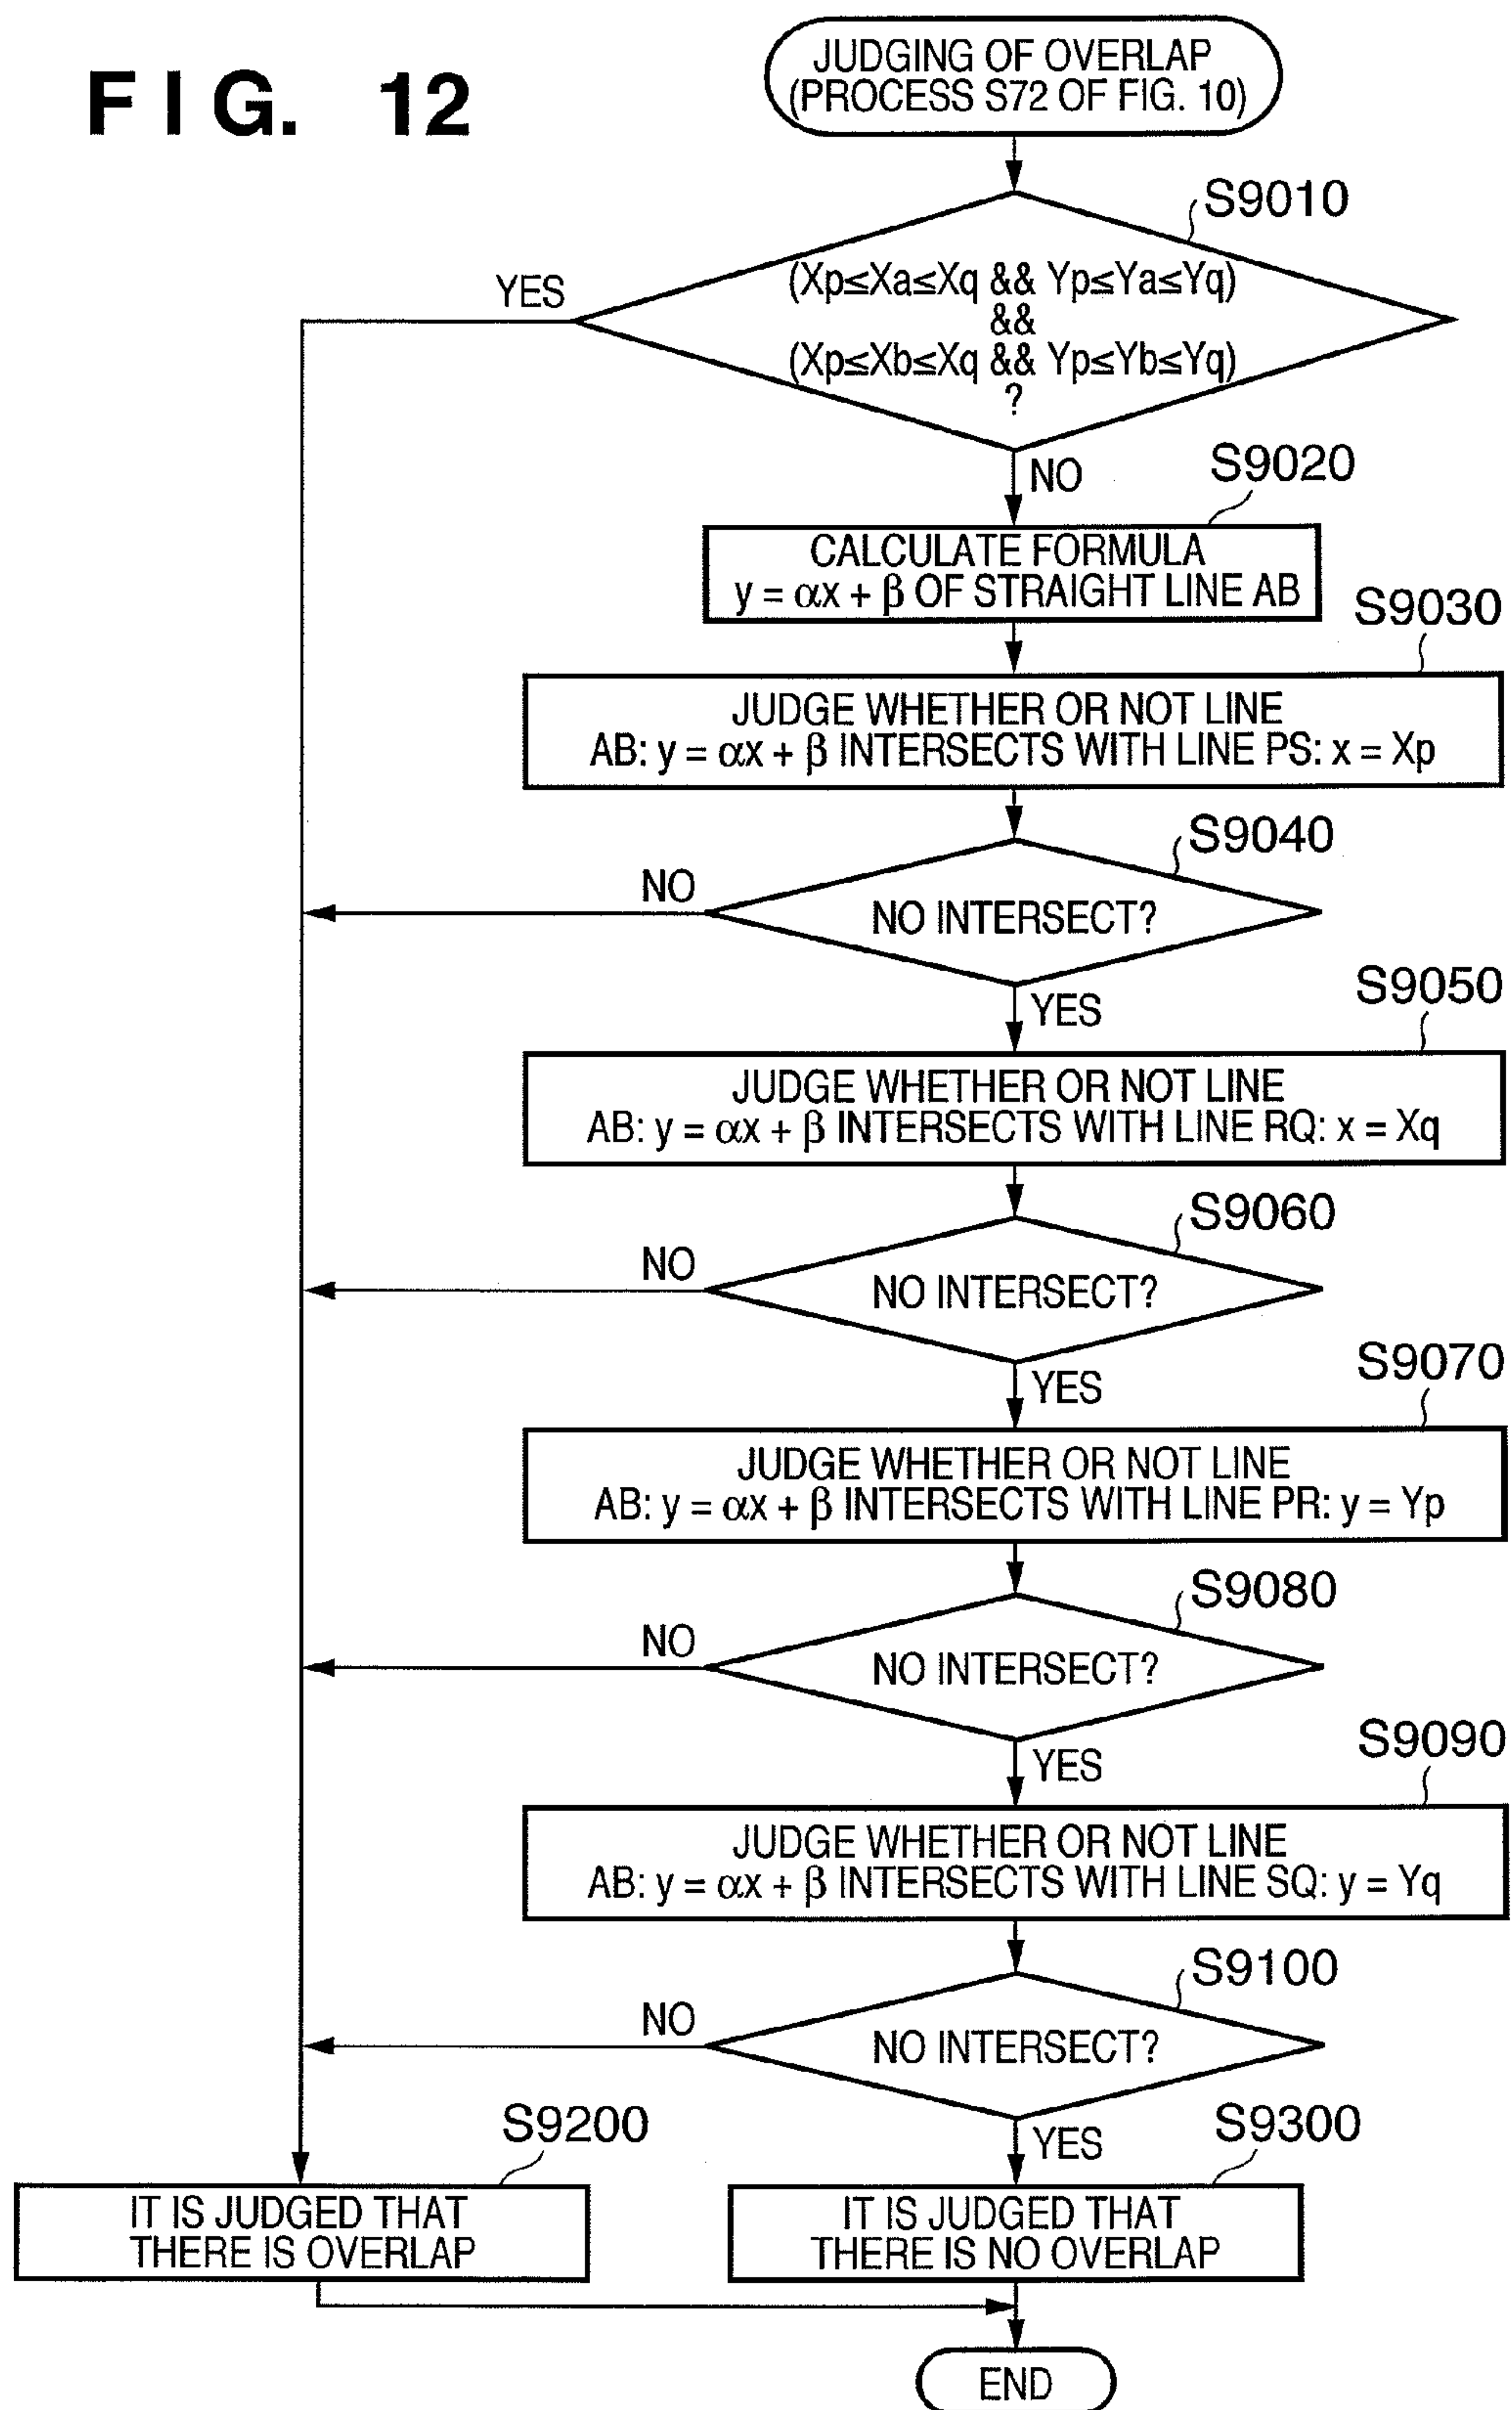 FIG. 12
JUDGING OF OVERLAP
(PROCESS S72 OF FIG. 10)
S9010
YES
(Xp≤Xa≤Xq && Yp≤Ya≤Yq)
&&
(Xp≤Xb≤Xq && Yp≤Yb≤Yq)
?
NO
S9020
CALCULATE FORMULA
y = αx + β OF STRAIGHT LINE AB
S9030
JUDGE WHETHER OR NOT LINE
AB: y = αx + β INTERSECTS WITH LINE PS: x = Xp
S9040
NO
NO INTERSECT?
YES
S9050
JUDGE WHETHER OR NOT LINE
AB: y = αx + β INTERSECTS WITH LINE RQ: x = Xq
S9060
NO
NO INTERSECT?
YES
S9070
JUDGE WHETHER OR NOT LINE
AB: y = αx + β INTERSECTS WITH LINE PR: y = Yp
S9080
NO
NO INTERSECT?
YES
S9090
JUDGE WHETHER OR NOT LINE
AB: y = αx + β INTERSECTS WITH LINE SQ: y = Yq
S9100
NO
NO INTERSECT?
YES
S9200
S9300
IT IS JUDGED THAT
THERE IS OVERLAP
IT IS JUDGED THAT
THERE IS NO OVERLAP
END